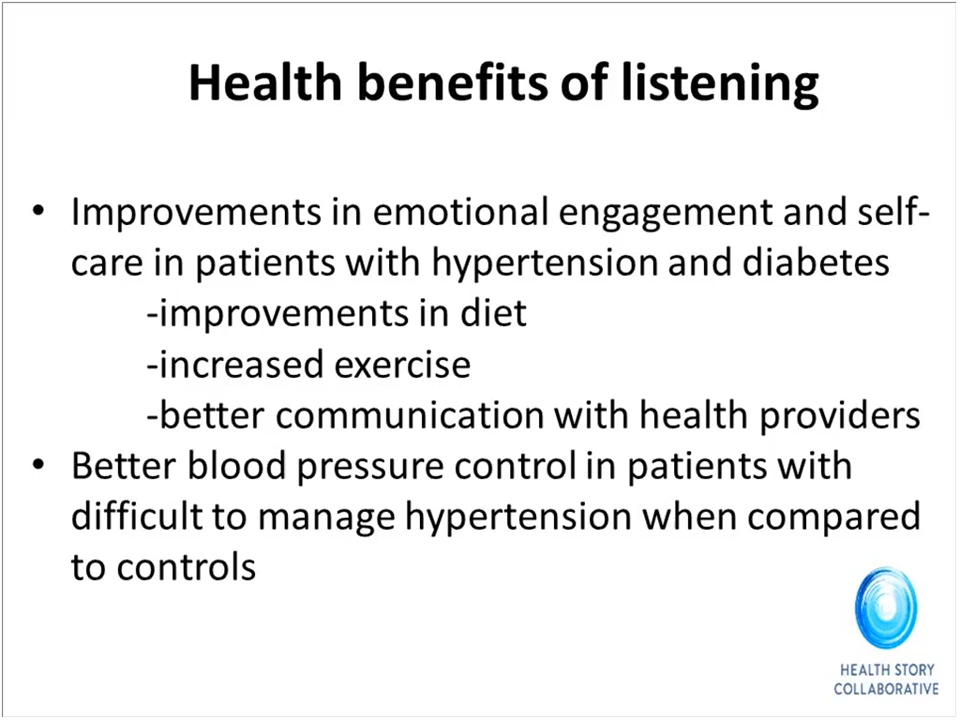 Health benefits of listening
• Improvements in emotional engagement and self-
care in patients with hypertension and diabetes
-improvements in diet
-increased exercise
-better communication with health providers
• Better blood pressure control in patients with
difficult to manage hypertension when compared
to controls
HEALTH STORY
COLLABORATIVE